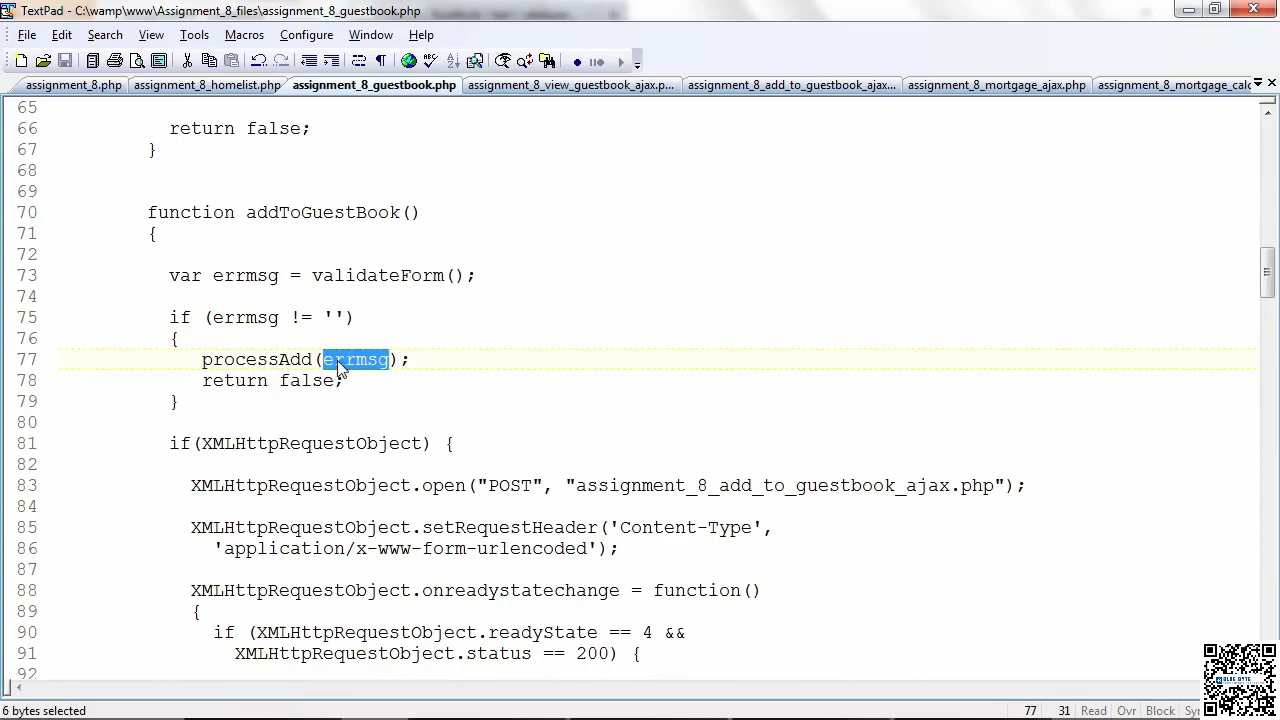 TextPad - C:\wamp\www\Assignment_8_files\assignment_8_guestbook.php
File Edit Search View Tools Macros Configure Window Help
assignment_8.php assignment_8_homelist.php assignment_8_guestbook.php assignment_8_view_guestbook_ajax.p... assignment_8_add_to_guestbook_ajax... assignment_8_mortgage_ajax.php assignment_8_mortgage_calc
65
66 return false;
67 }
68
69
70 function addToGuestBook()
71 {
72
73 var errmsg = validateForm();
74
75 if (errmsg != '')
76 {
77 processAdd(errmsg);
78 return false;
79 }
80
81 if(XMLHttpRequestObject) {
82
83 XMLHttpRequestObject.open("POST", "assignment_8_add_to_guestbook_ajax.php");
84
85 XMLHttpRequestObject.setRequestHeader('Content-Type',
86 'application/x-www-form-urlencoded');
87
88 XMLHttpRequestObject.onreadystatechange = function()
89 {
90 if (XMLHttpRequestObject.readyState == 4 &&
91 XMLHttpRequestObject.status == 200) {
92
6 bytes selected 77 31 Read Ovr Block